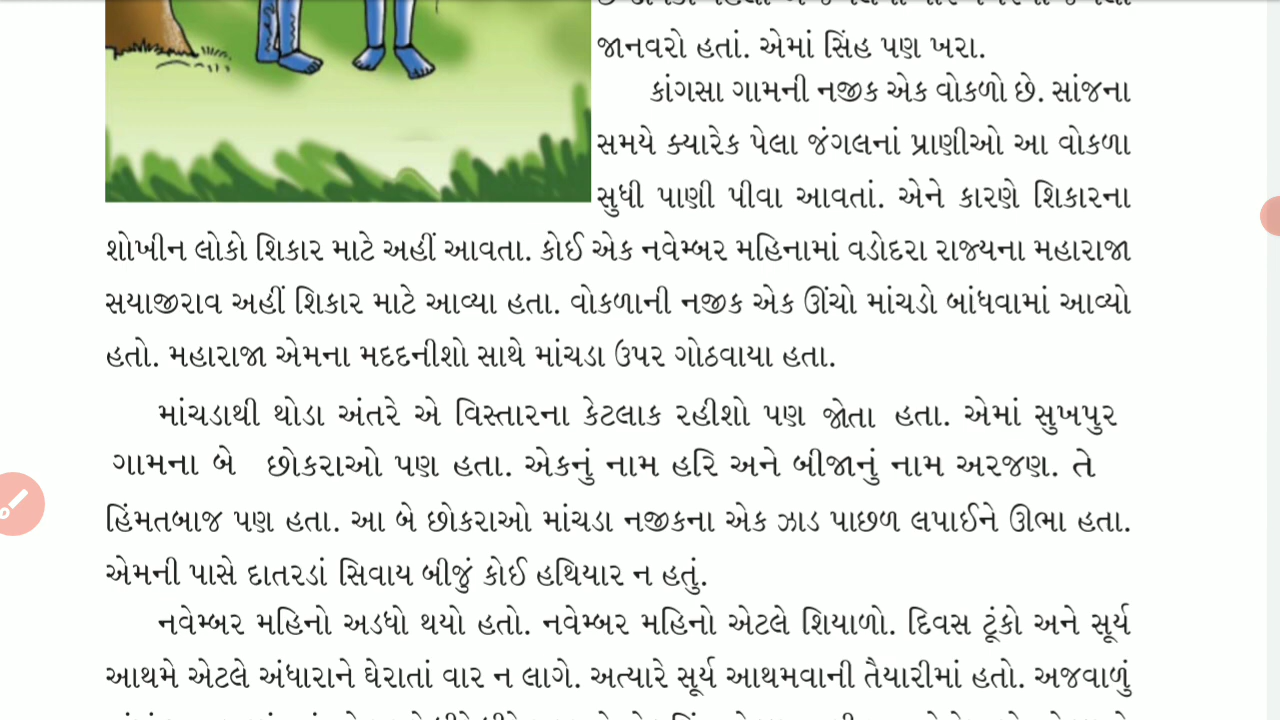 જાનવરો હતાં. એમાં સિંહ પણ ખરા.
કાંગસા ગામની નજીક એક વોકળો છે. સાંજના
સમયે ક્યારેક પેલા જંગલનાં પ્રાણીઓ આ વોકળા
સુધી પાણી પીવા આવતાં. એને કારણે શિકારના
શોખીન લોકો શિકાર માટે અહીં આવતા. કોઈ એક નવેમ્બર મહિનામાં વડોદરા રાજ્યના મહારાજા
સયાજીરાવ અહીં શિકાર માટે આવ્યા હતા. વોકળાની નજીક એક ઊંચો માંચડો બાંધવામાં આવ્યો
હતો. મહારાજા એમના મદદનીશો સાથે માંચડા ઉપર ગોઠવાયા હતા.
માંચડાથી થોડા અંતરે એ વિસ્તારના કેટલાક રહીશો પણ જોતા હતા. એમાં સુખપુર
ગામના બે છોકરાઓ પણ હતા. એકનું નામ હરિ અને બીજાનું નામ અરજણ. તે
હિંમતબાજ પણ હતા. આ બે છોકરાઓ માંચડા નજીકના એક ઝાડ પાછળ લપાઈને ઊભા હતા.
એમની પાસે દાતરડાં સિવાય બીજું કોઈ હથિયાર ન હતું.
નવેમ્બર મહિનો અડધો થયો હતો. નવેમ્બર મહિનો એટલે શિયાળો. દિવસ ટૂંકો અને સૂર્ય
આથમે એટલે અંધારાને ઘેરાતાં વાર ન લાગે. અત્યારે સૂર્ય આથમવાની તૈયારીમાં હતો. અજવાળું